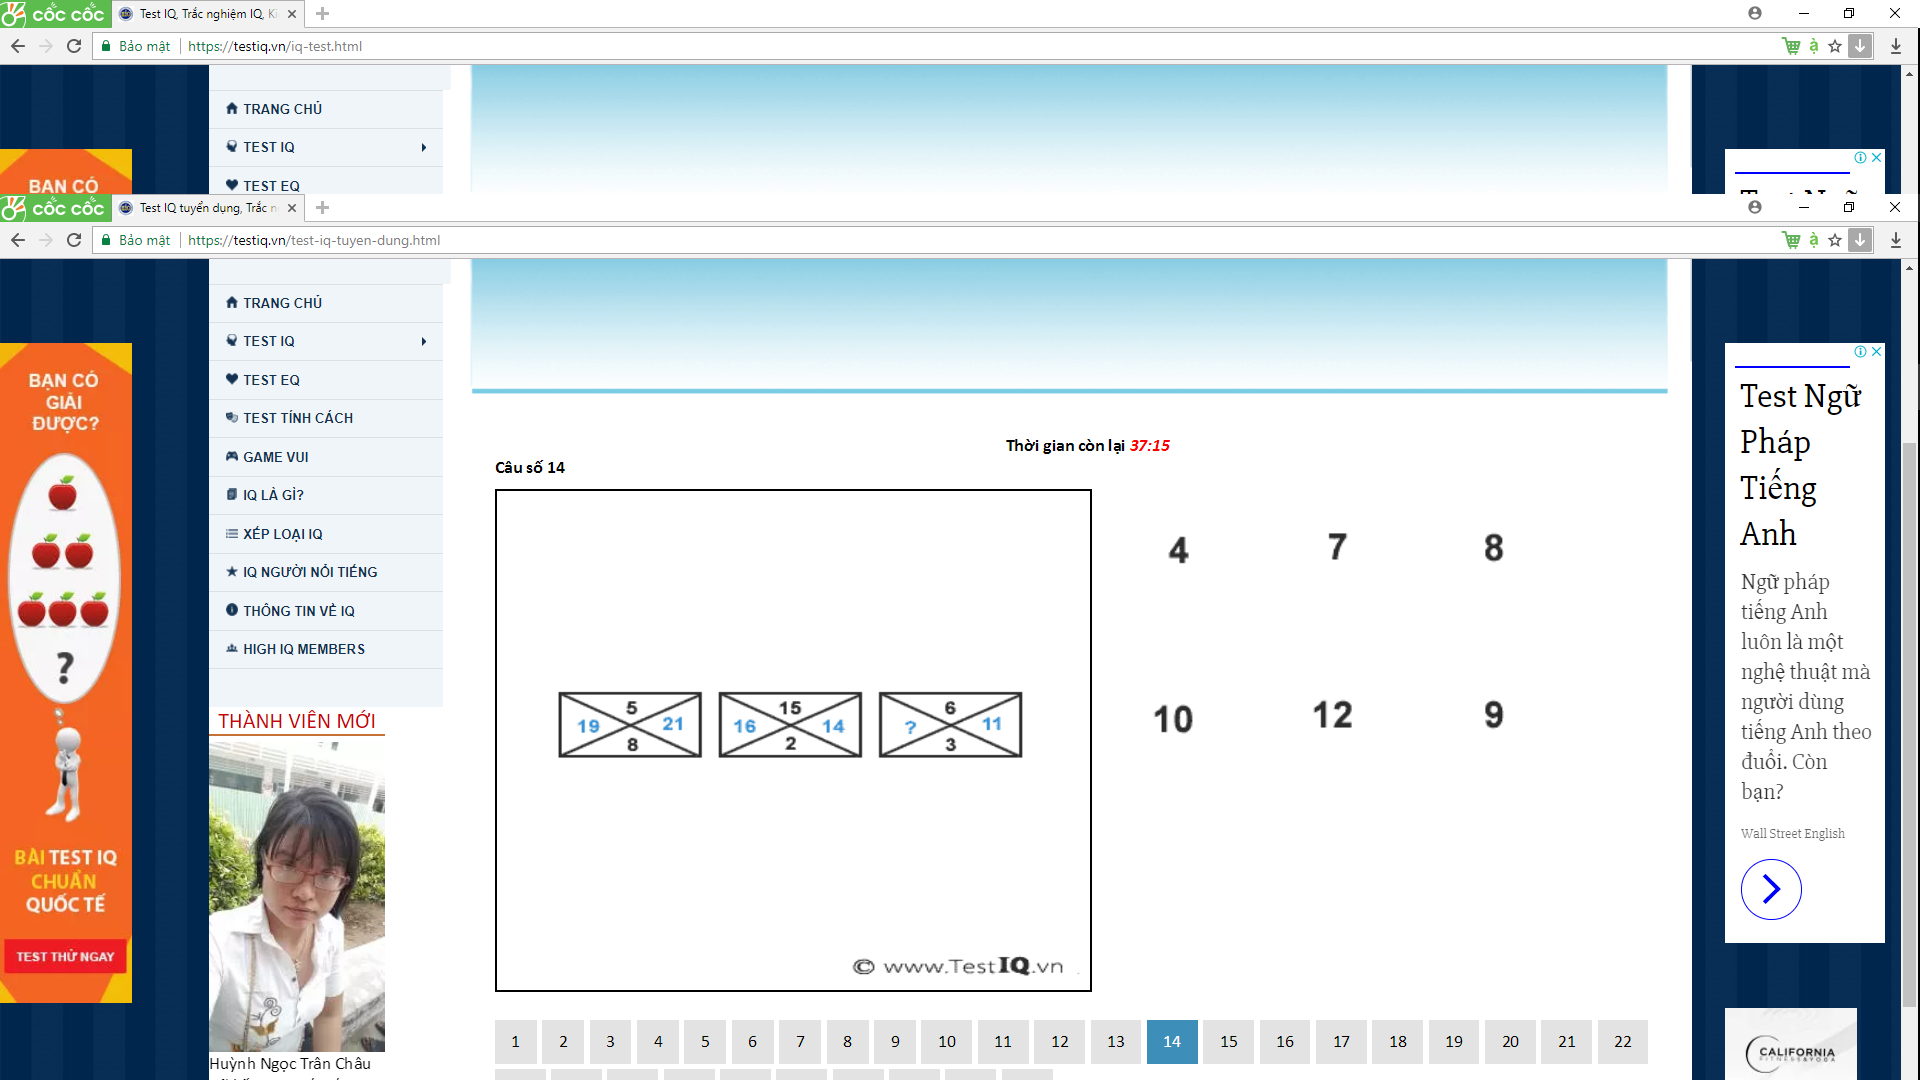 cốc cốc
Test IQ, Trắc nghiệm IQ, Ki
Bảo mật
https://testiq.vn/iq-test.html
TRANG CHỦ
TEST IQ
TEST EQ
BẠN CÓ
cốc cốc
Test IQ tuyển dụng, Trắc n
Bảo mật
https://testiq.vn/test-iq-tuyen-dung.html
BẠN CÓ
GIẢI
ĐƯỢC?
?
BÀI TEST IQ
CHUẨN
QUỐC TẾ
TEST THỬ NGAY
TRANG CHỦ
TEST IQ
TEST EQ
TEST TÍNH CÁCH
GAME VUI
IQ LÀ GÌ?
XẾP LOẠI IQ
IQ NGƯỜI NỔI TIẾNG
THÔNG TIN VỀ IQ
HIGH IQ MEMBERS
THÀNH VIÊN MỚI
Huỳnh Ngọc Trân Châu
Thời gian còn lại 37:15
Câu số 14
5 15 6
19 21 16 14 ? 11
8 2 3
© www.TestIQ.vn
4 7 8
10 12 9
1 2 3 4 5 6 7 8 9 10 11 12 13 14 15 16 17 18 19 20 21 22
Test Ngữ
Pháp
Tiếng
Anh
Ngữ pháp
tiếng Anh
luôn là một
nghệ thuật mà
người dùng
tiếng Anh theo
đuổi. Còn
bạn?
Wall Street English
CALIFORNIA
FITNESS & YOGA